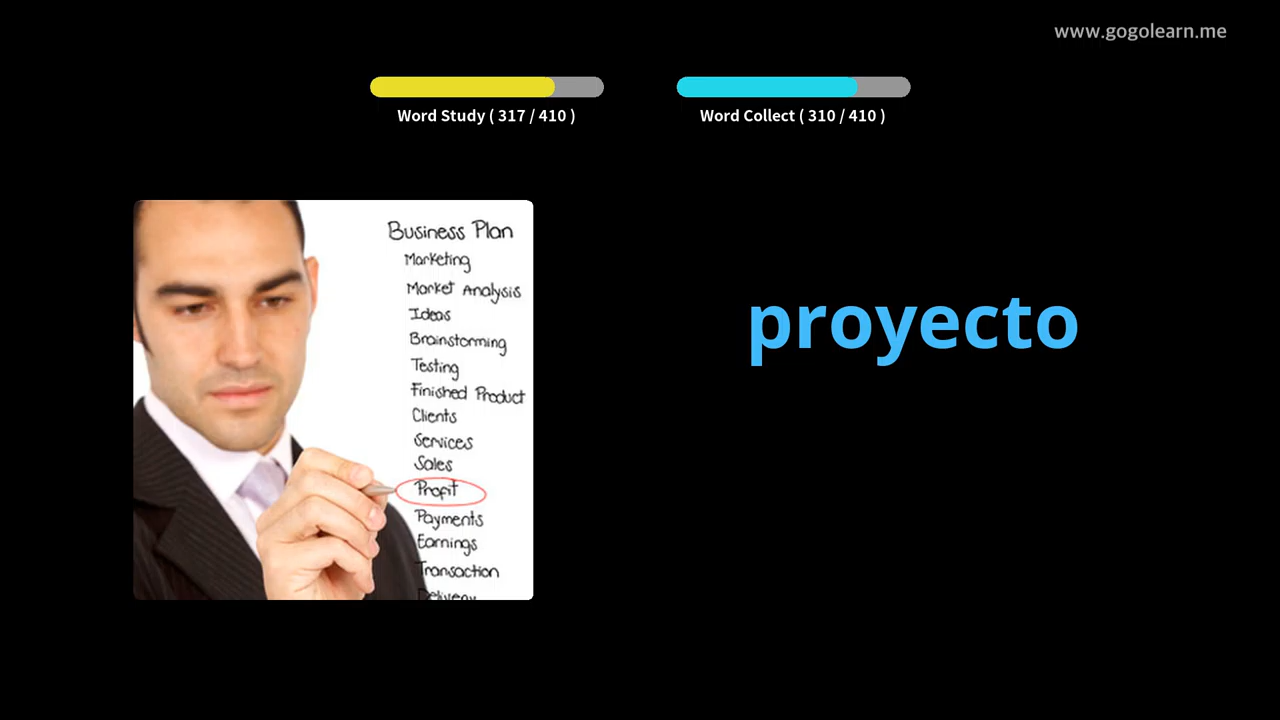 www.gogolearn.me
Word Study ( 317 / 410 )
Word Collect ( 310 / 410 )
Business Plan
Marketing
Market Analysis
Ideas
Brainstorming
Testing
Finished Product
Clients
Services
Sales
Profit
Payments
Earnings
Transaction
Delivery
proyecto